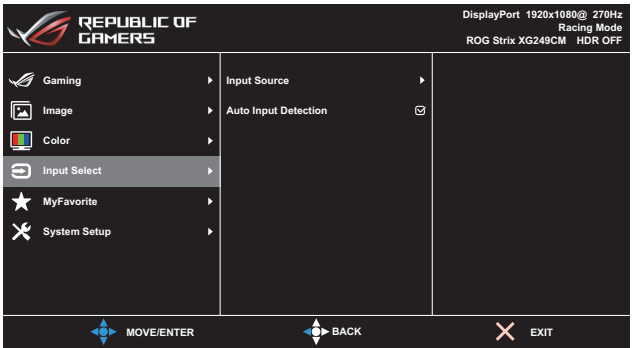 REPUBLIC OF
GAMERS
DisplayPort 1920x1080@ 270Hz
Racing Mode
ROG Strix XG249CM HDR OFF
Gaming
Image
Color
Input Select
MyFavorite
System Setup
Input Source
Auto Input Detection
MOVE/ENTER
BACK
EXIT